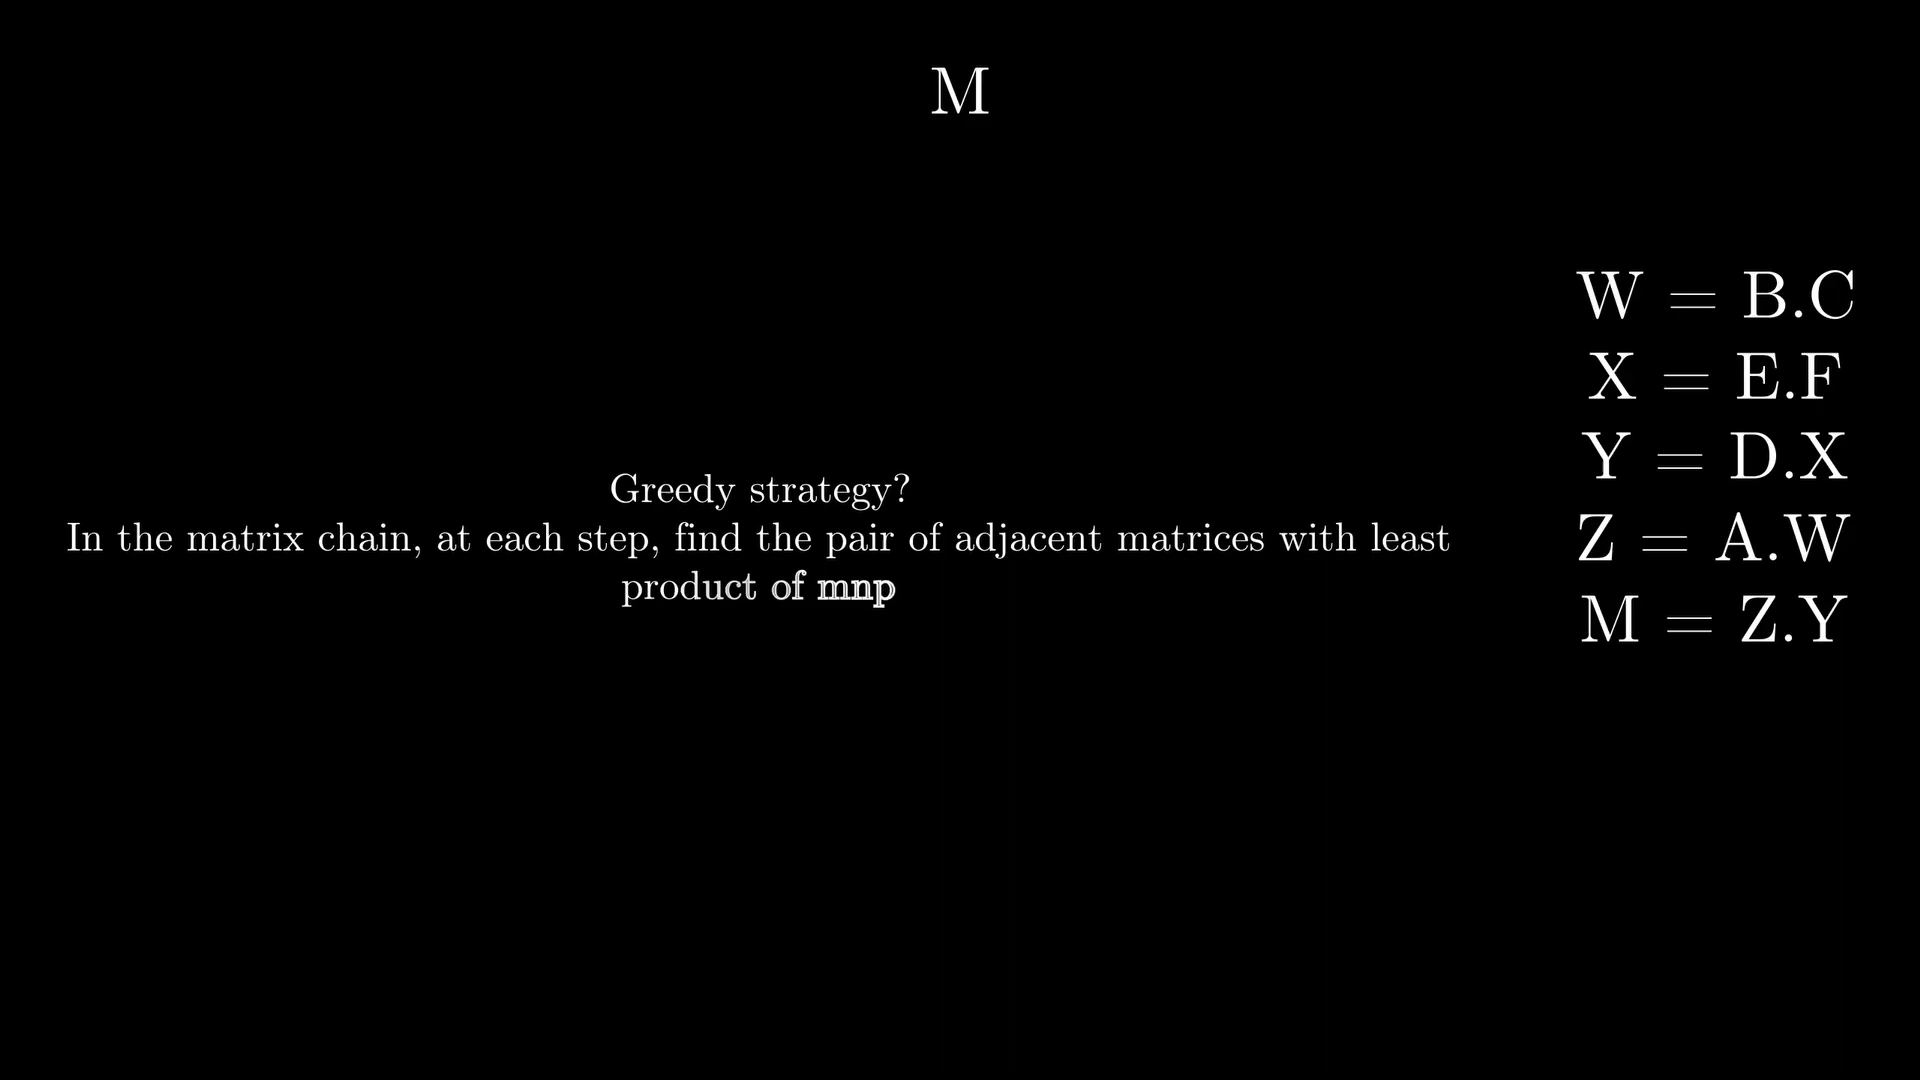 M
W = B.C
X = E.F
Y = D.X
Z = A.W
M = Z.Y
Greedy strategy?
In the matrix chain, at each step, find the pair of adjacent matrices with least
product of mnp